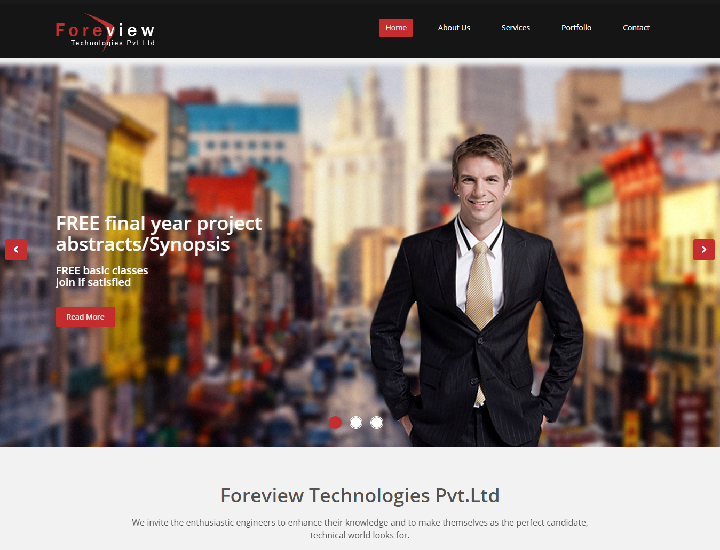 Foreview
Technologies Pvt Ltd
Home About Us Services Portfolio Contact
FREE final year project
abstracts/Synopsis
FREE basic classes
Join if satisfied
Read More
Foreview Technologies Pvt.Ltd
We invite the enthusiastic engineers to enhance their knowledge and to make themselves as the perfect candidate,
technical world looks for.